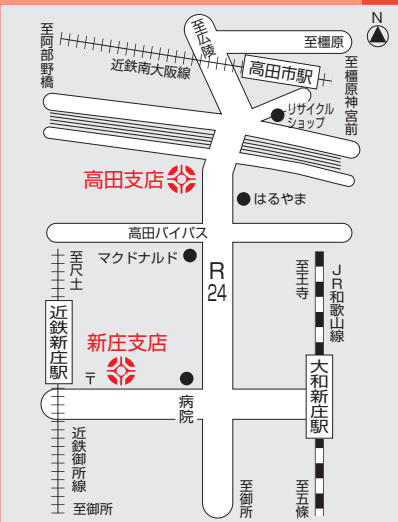 N
至広陵
至橿原
至阿部野橋
近鉄南大阪線
高田市駅
至橿原神宮前
リサイクル
ショップ
高田支店
はるやま
高田バイパス
至尺土
マクドナルド
R
24
至王寺
JR和歌山線
近鉄新庄駅
新庄支店
〒
病院
大和新庄駅
近鉄御所線
至御所
至御所
至五條